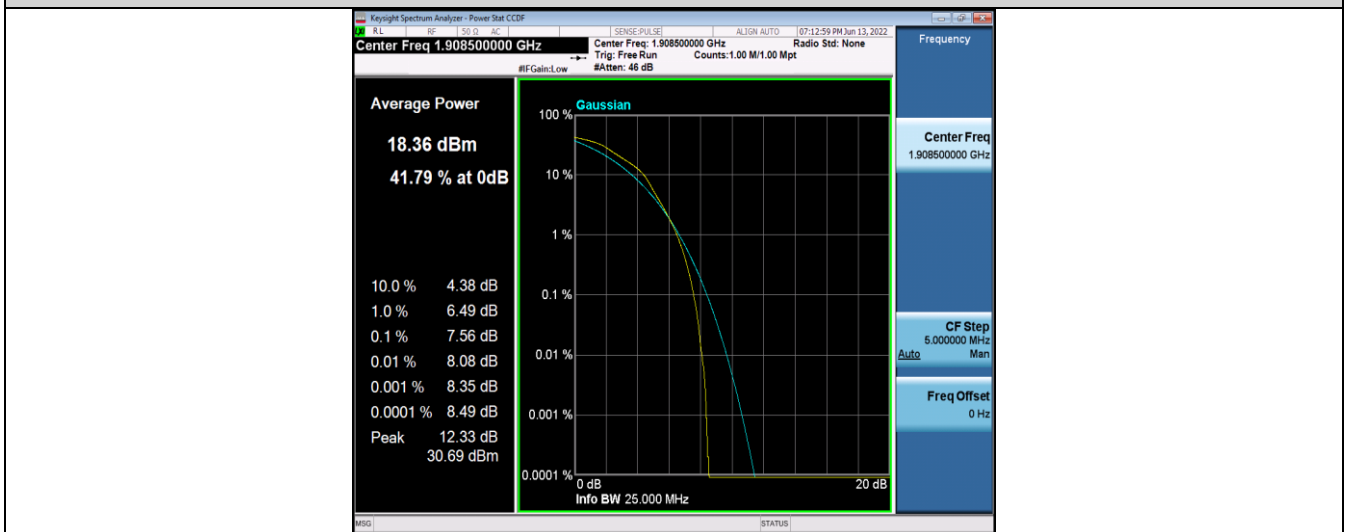 Keysight Spectrum Analyzer - Power Stat CCDF
RL RF 50 Ω AC SENSE:PULSE ALIGN AUTO 07:12:59 PM Jun 13, 2022
Center Freq 1.908500000 GHz
Center Freq: 1.908500000 GHz Radio Std: None
Trig: Free Run Counts:1.00 M/1.00 Mpt
#IFGain:Low #Atten: 46 dB
Frequency
Average Power
18.36 dBm
41.79 % at 0dB
10.0 % 4.38 dB
1.0 % 6.49 dB
0.1 % 7.56 dB
0.01 % 8.08 dB
0.001 % 8.35 dB
0.0001 % 8.49 dB
Peak 12.33 dB
30.69 dBm
Gaussian
100 %
10 %
1 %
0.1 %
0.01 %
0.001 %
0.0001 %
0 dB 20 dB
Info BW 25.000 MHz
Center Freq
1.908500000 GHz
CF Step
5.000000 MHz
Auto Man
Freq Offset
0 Hz
MSG STATUS